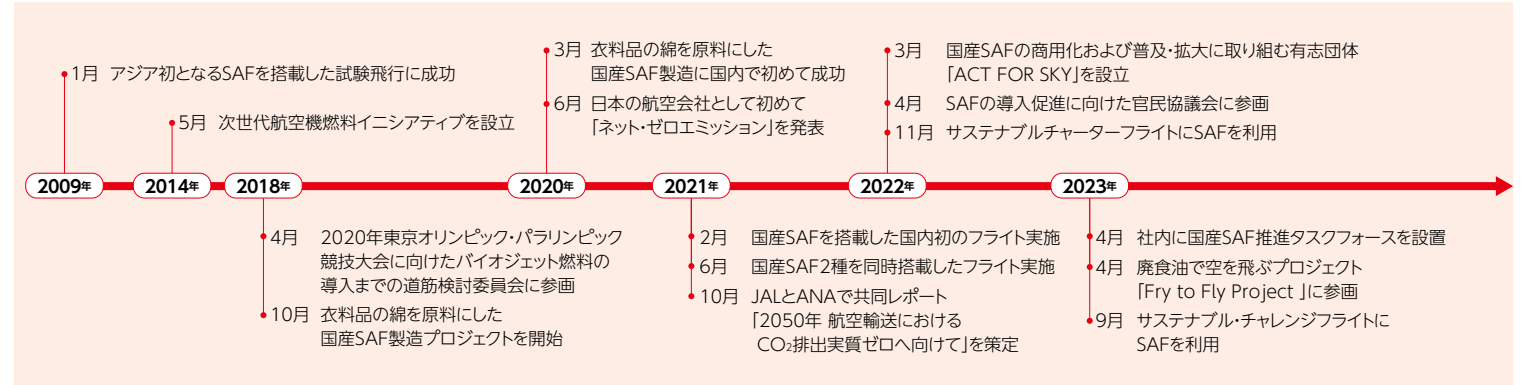 1月 アジア初となるSAFを搭載した試験飛行に成功
5月 次世代航空機燃料イニシアティブを設立
3月 衣料品の綿を原料にした
国産SAF製造に国内で初めて成功
6月 日本の航空会社として初めて
「ネット・ゼロエミッション」を発表
3月 国産SAFの商用化および普及・拡大に取り組む有志団体
「ACT FOR SKY」を設立
4月 SAFの導入促進に向けた官民協議会に参画
11月 サステナブルチャーターフライトにSAFを利用
2009年 2014年 2018年 2020年 2021年 2022年 2023年
4月 2020年東京オリンピック・パラリンピック
競技大会に向けたバイオジェット燃料の
導入までの道筋検討委員会に参画
10月 衣料品の綿を原料にした
国産SAF製造プロジェクトを開始
2月 国産SAFを搭載した国内初のフライト実施
6月 国産SAF2種を同時搭載したフライト実施
10月 JALとANAで共同レポート
「2050年 航空輸送における
CO₂排出実質ゼロへ向けて」を策定
4月 社内に国産SAF推進タスクフォースを設置
4月 廃食油で空を飛ぶプロジェクト
「Fry to Fly Project 」に参画
9月 サステナブル・チャレンジフライトに
SAFを利用